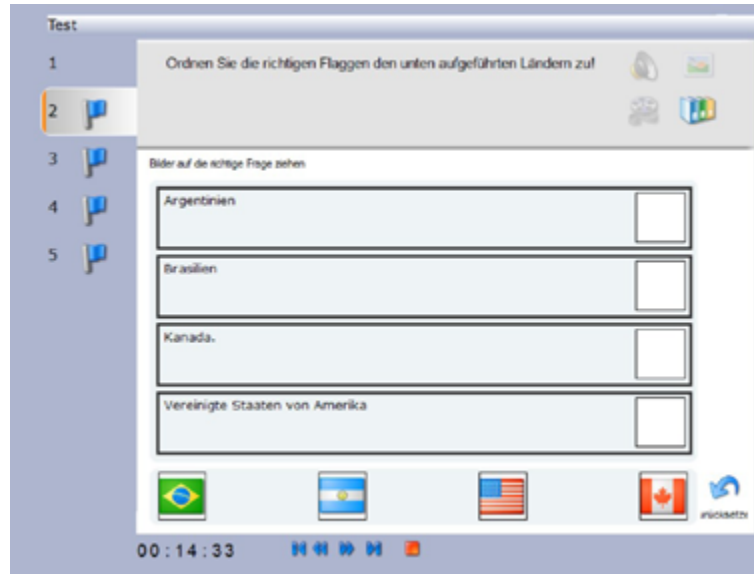 Test
1
Ordnen Sie die richtigen Flaggen den unten aufgeführten Ländern zu!
2
3
Bilder auf die richtige Frage ziehen
Argentinien
4
5
Brasilien
Kanada.
Vereinigte Staaten von Amerika
00:14:33